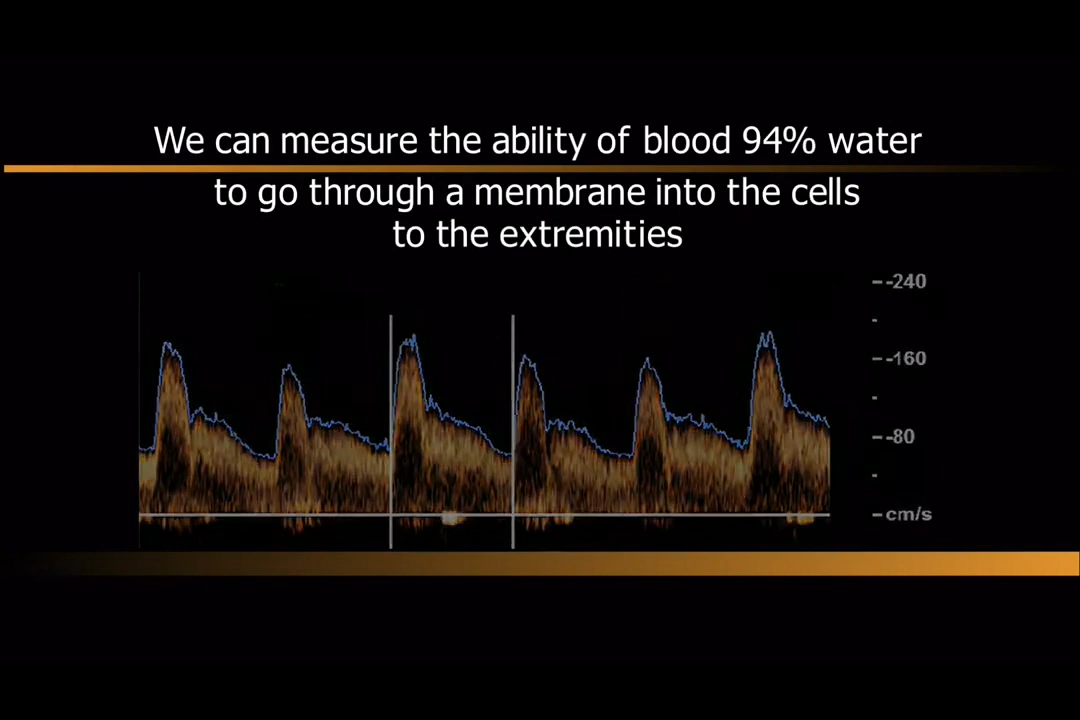 We can measure the ability of blood 94% water
to go through a membrane into the cells
to the extremities
-240
-160
-80
cm/s